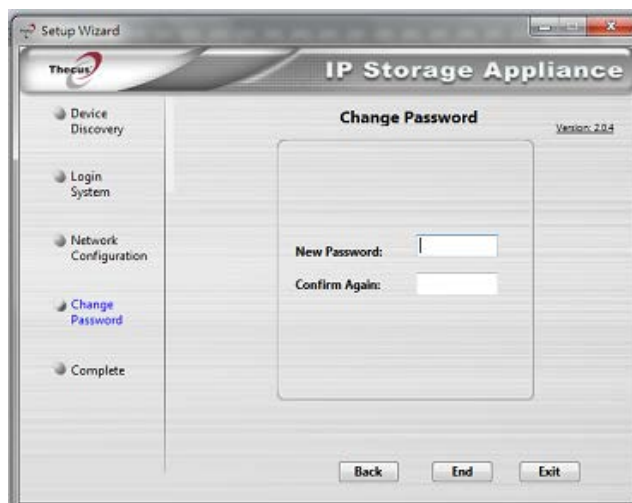 Setup Wizard
Thecus
IP Storage Appliance
Device
Discovery
Login
System
Network
Configuration
Change
Password
Complete
Change Password
Version: 2.0.4
New Password:
Confirm Again:
Back
End
Exit